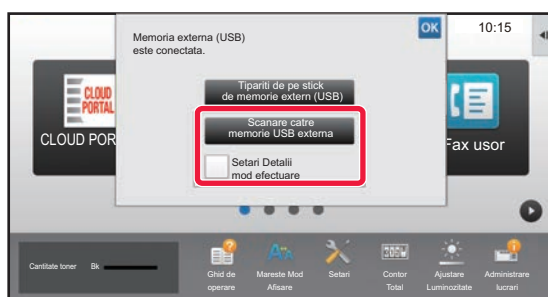 10:15
Memoria externa (USB)
este conectata.
OK
Tipariti de pe stick
de memorie extern (USB)
Scanare catre
memorie USB externa
Setari Detalii
mod efectuare
CLOUD
PORTAL
CLOUD POR
Fax usor
Cantitate toner Bk
Ghid de
operare
Mareste Mod
Afisare
Setari
Contor
Total
Ajustare
Luminozitate
Administrare
lucrari